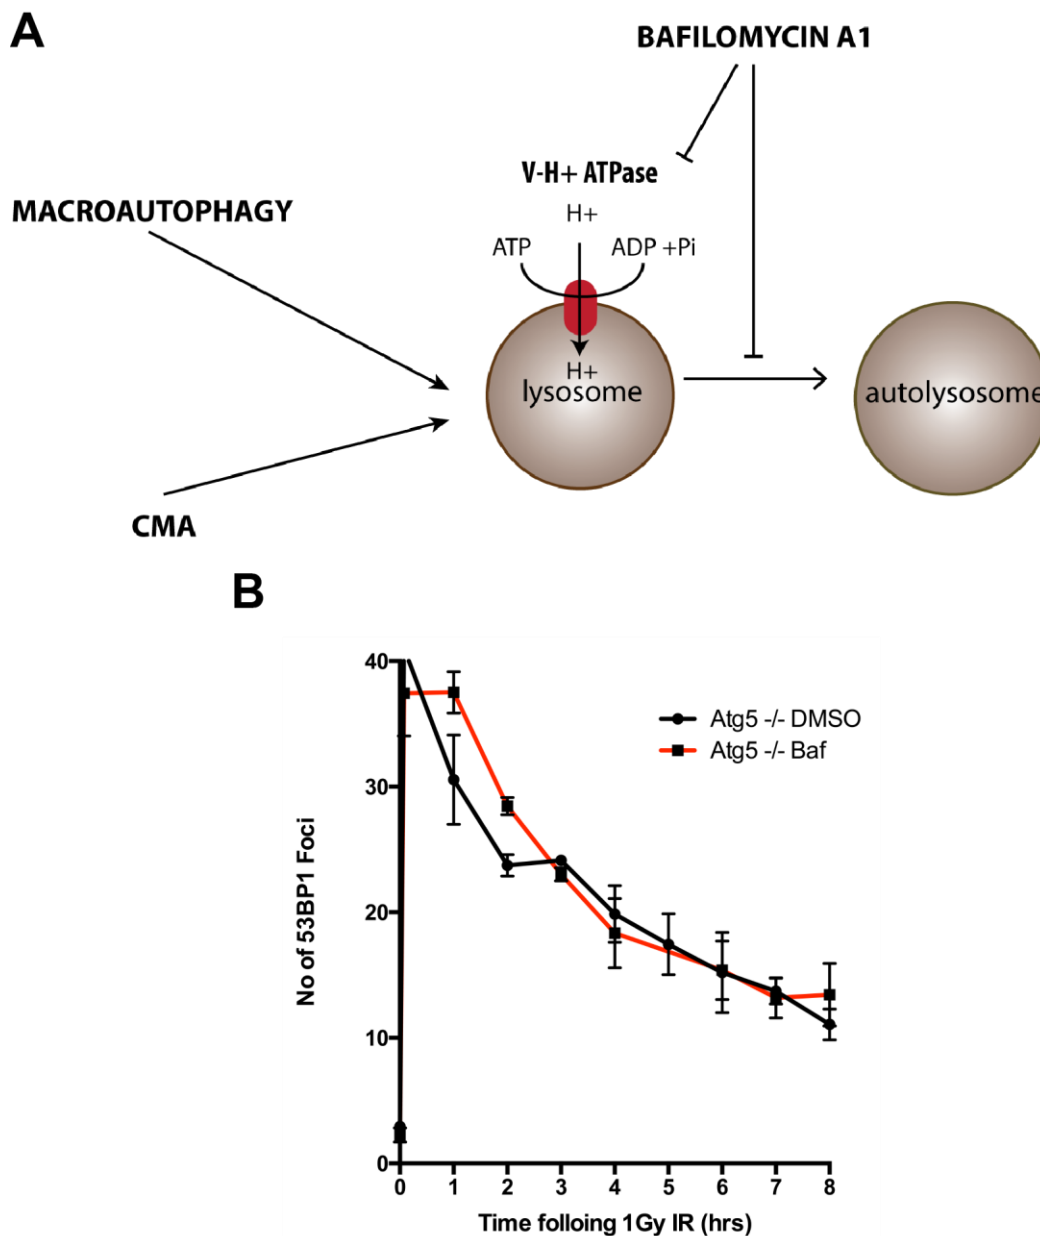 A
BAFILOMYCIN A1
V-H+ ATPase
MACROAUTOPHAGY
H+
ATP
ADP +Pi
H+
lysosome
autolysosome
CMA
B
40
30
20
10
0
No of 53BP1 Foci
Atg5 -/- DMSO
Atg5 -/- Baf
0 1 2 3 4 5 6 7 8
Time folloing 1Gy IR (hrs)